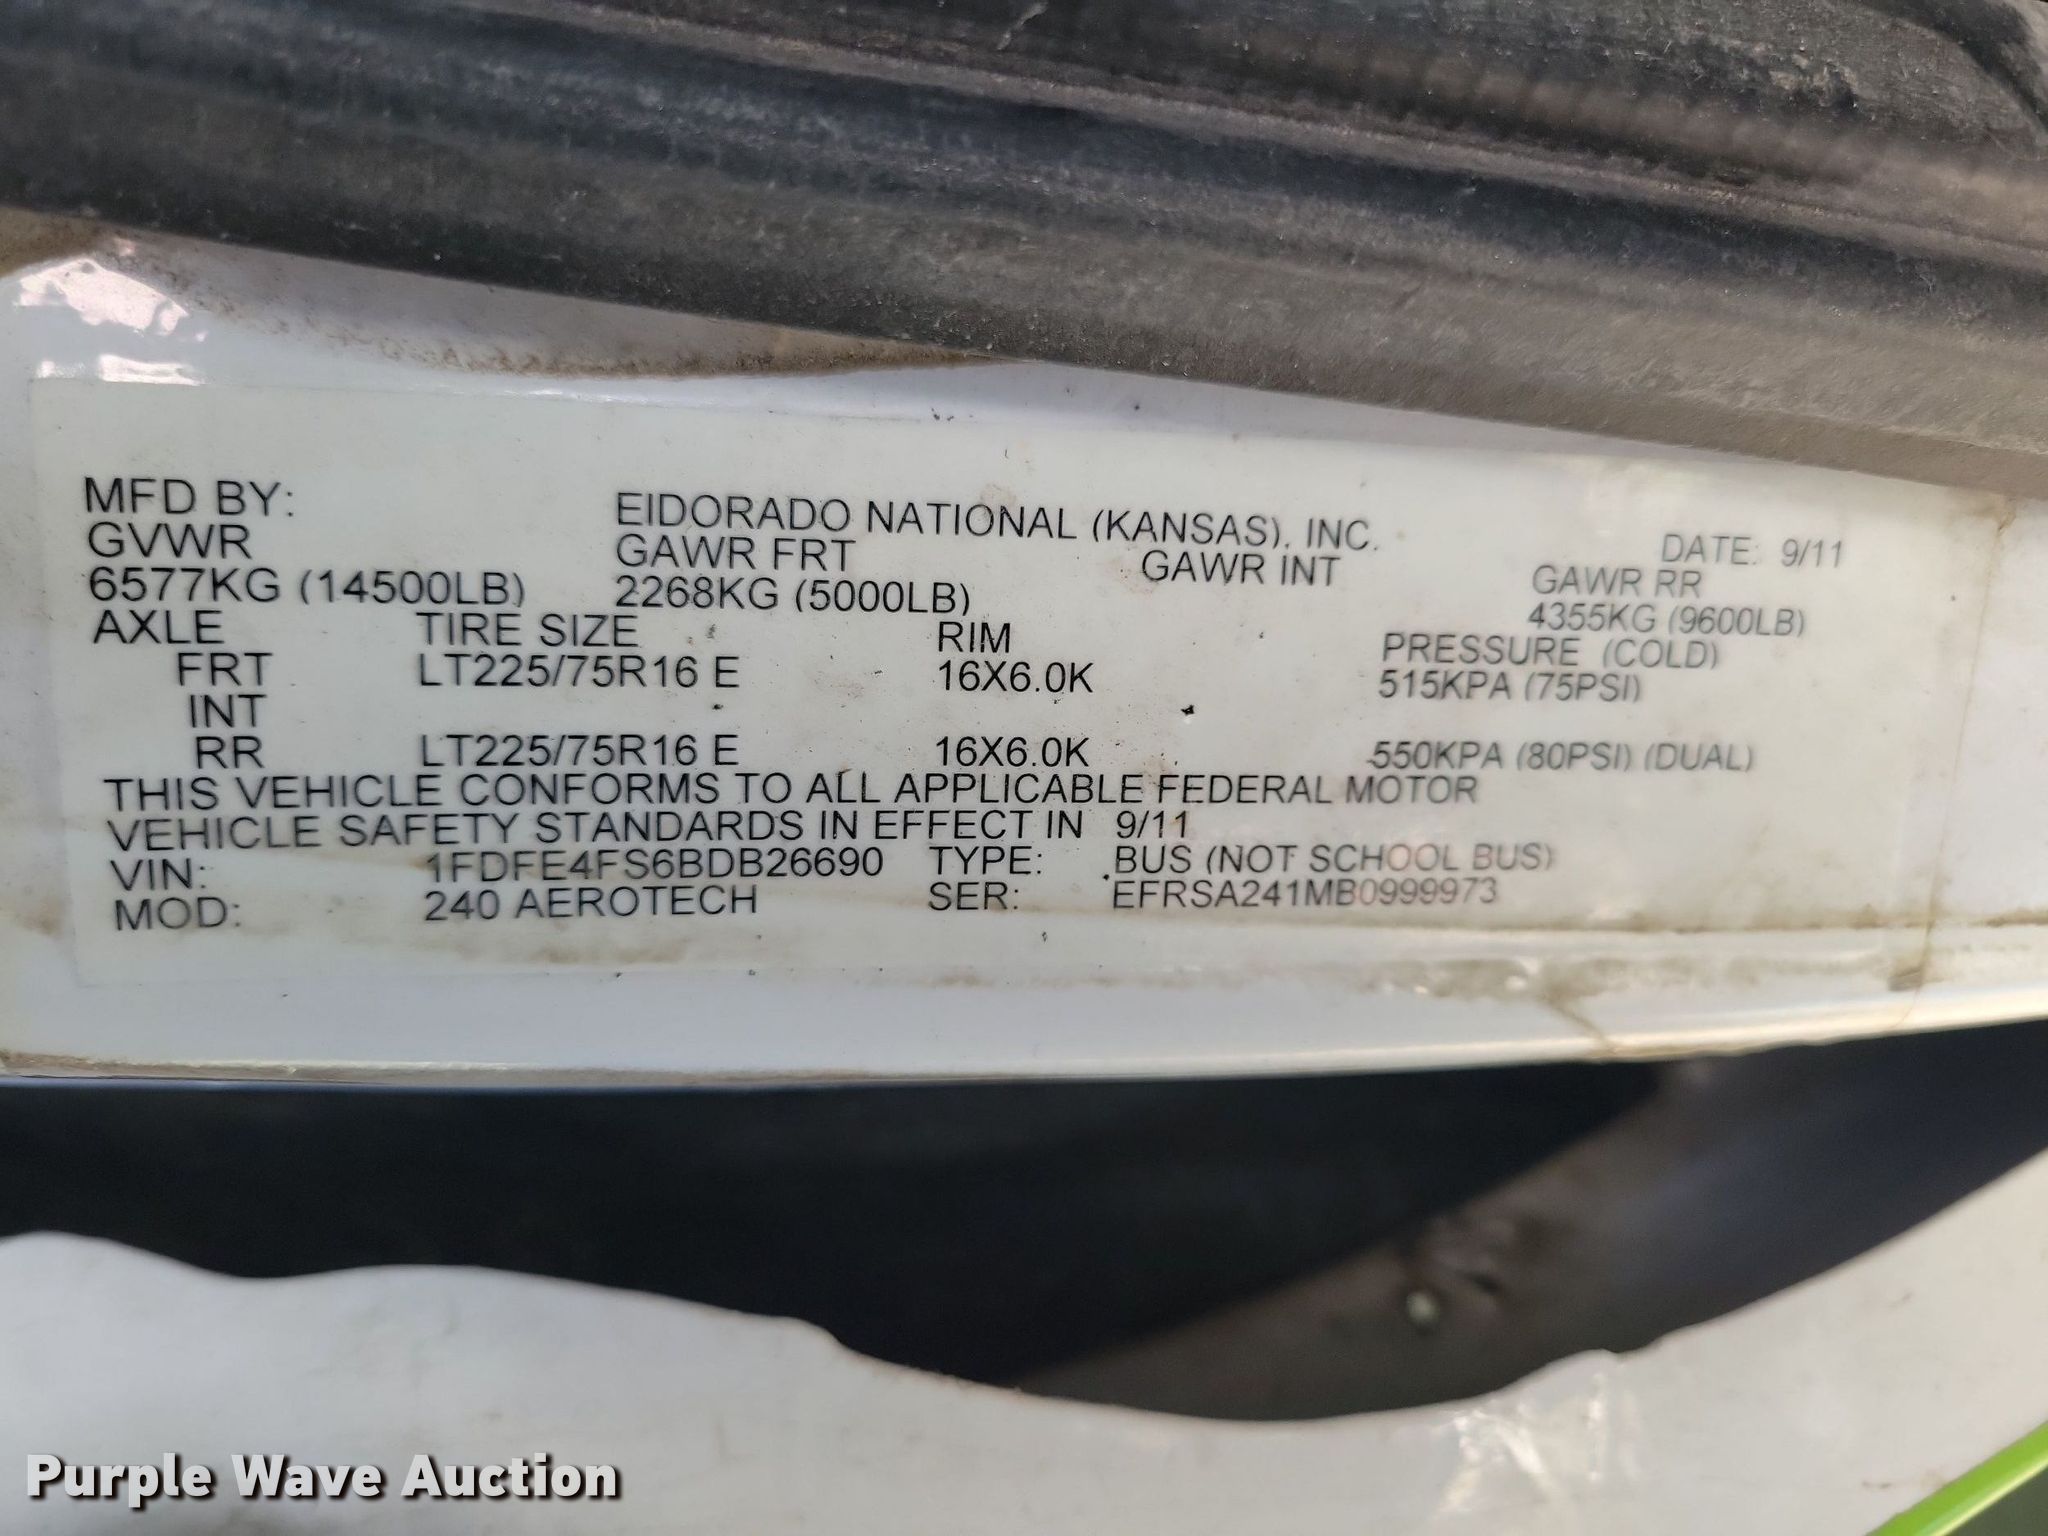 MFD BY: EIDORADO NATIONAL (KANSAS), INC. DATE: 9/11
GVWR GAWR FRT GAWR INT GAWR RR
6577KG (14500LB) 2268KG (5000LB) 4355KG (9600LB)
AXLE TIRE SIZE RIM PRESSURE (COLD)
FRT LT225/75R16 E 16X6.0K 515KPA (75PSI)
INT
RR LT225/75R16 E 16X6.0K 550KPA (80PSI) (DUAL)
THIS VEHICLE CONFORMS TO ALL APPLICABLE FEDERAL MOTOR
VEHICLE SAFETY STANDARDS IN EFFECT IN 9/11
VIN: 1FDFE4FS6BDB26690 TYPE: BUS (NOT SCHOOL BUS)
MOD: 240 AEROTECH SER: EFRSA241MB0999973
Purple Wave Auction